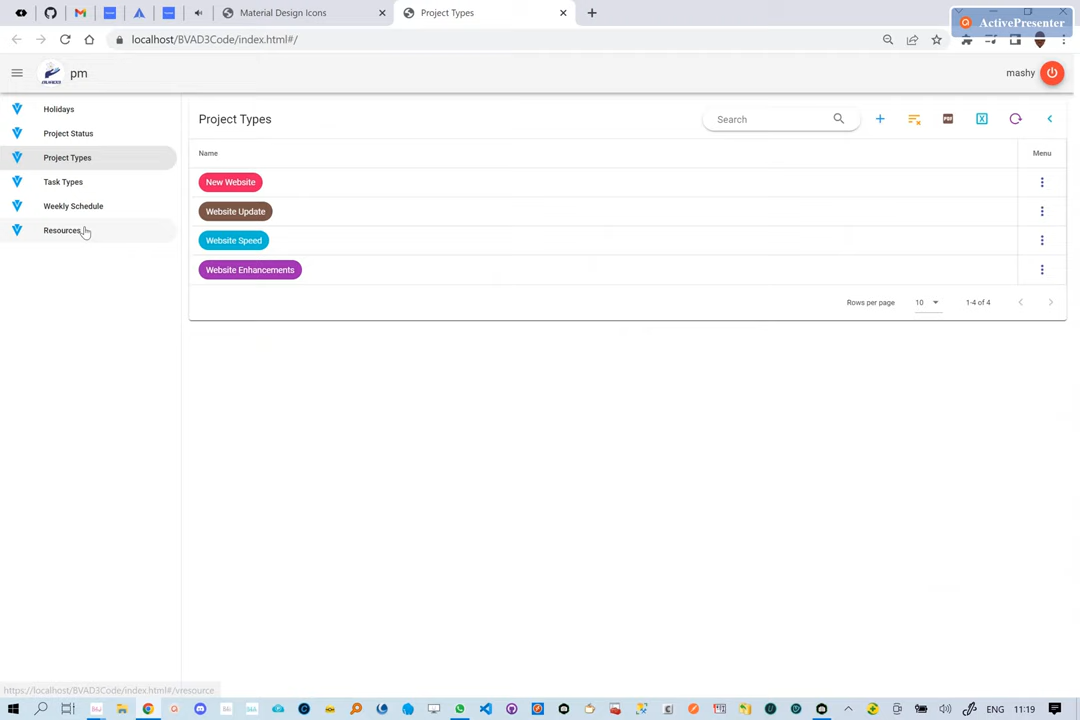 Material Design Icons
Project Types
ActivePresenter
localhost/BVAD3Code/index.html#/
pm
mashy
Holidays
Project Status
Project Types
Task Types
Weekly Schedule
Resources
Project Types
Search
PDF
X
Name
Menu
New Website
Website Update
Website Speed
Website Enhancements
Rows per page
10
1-4 of 4
https://localhost/BVAD3Code/index.html#/vresource
ENG
11:19